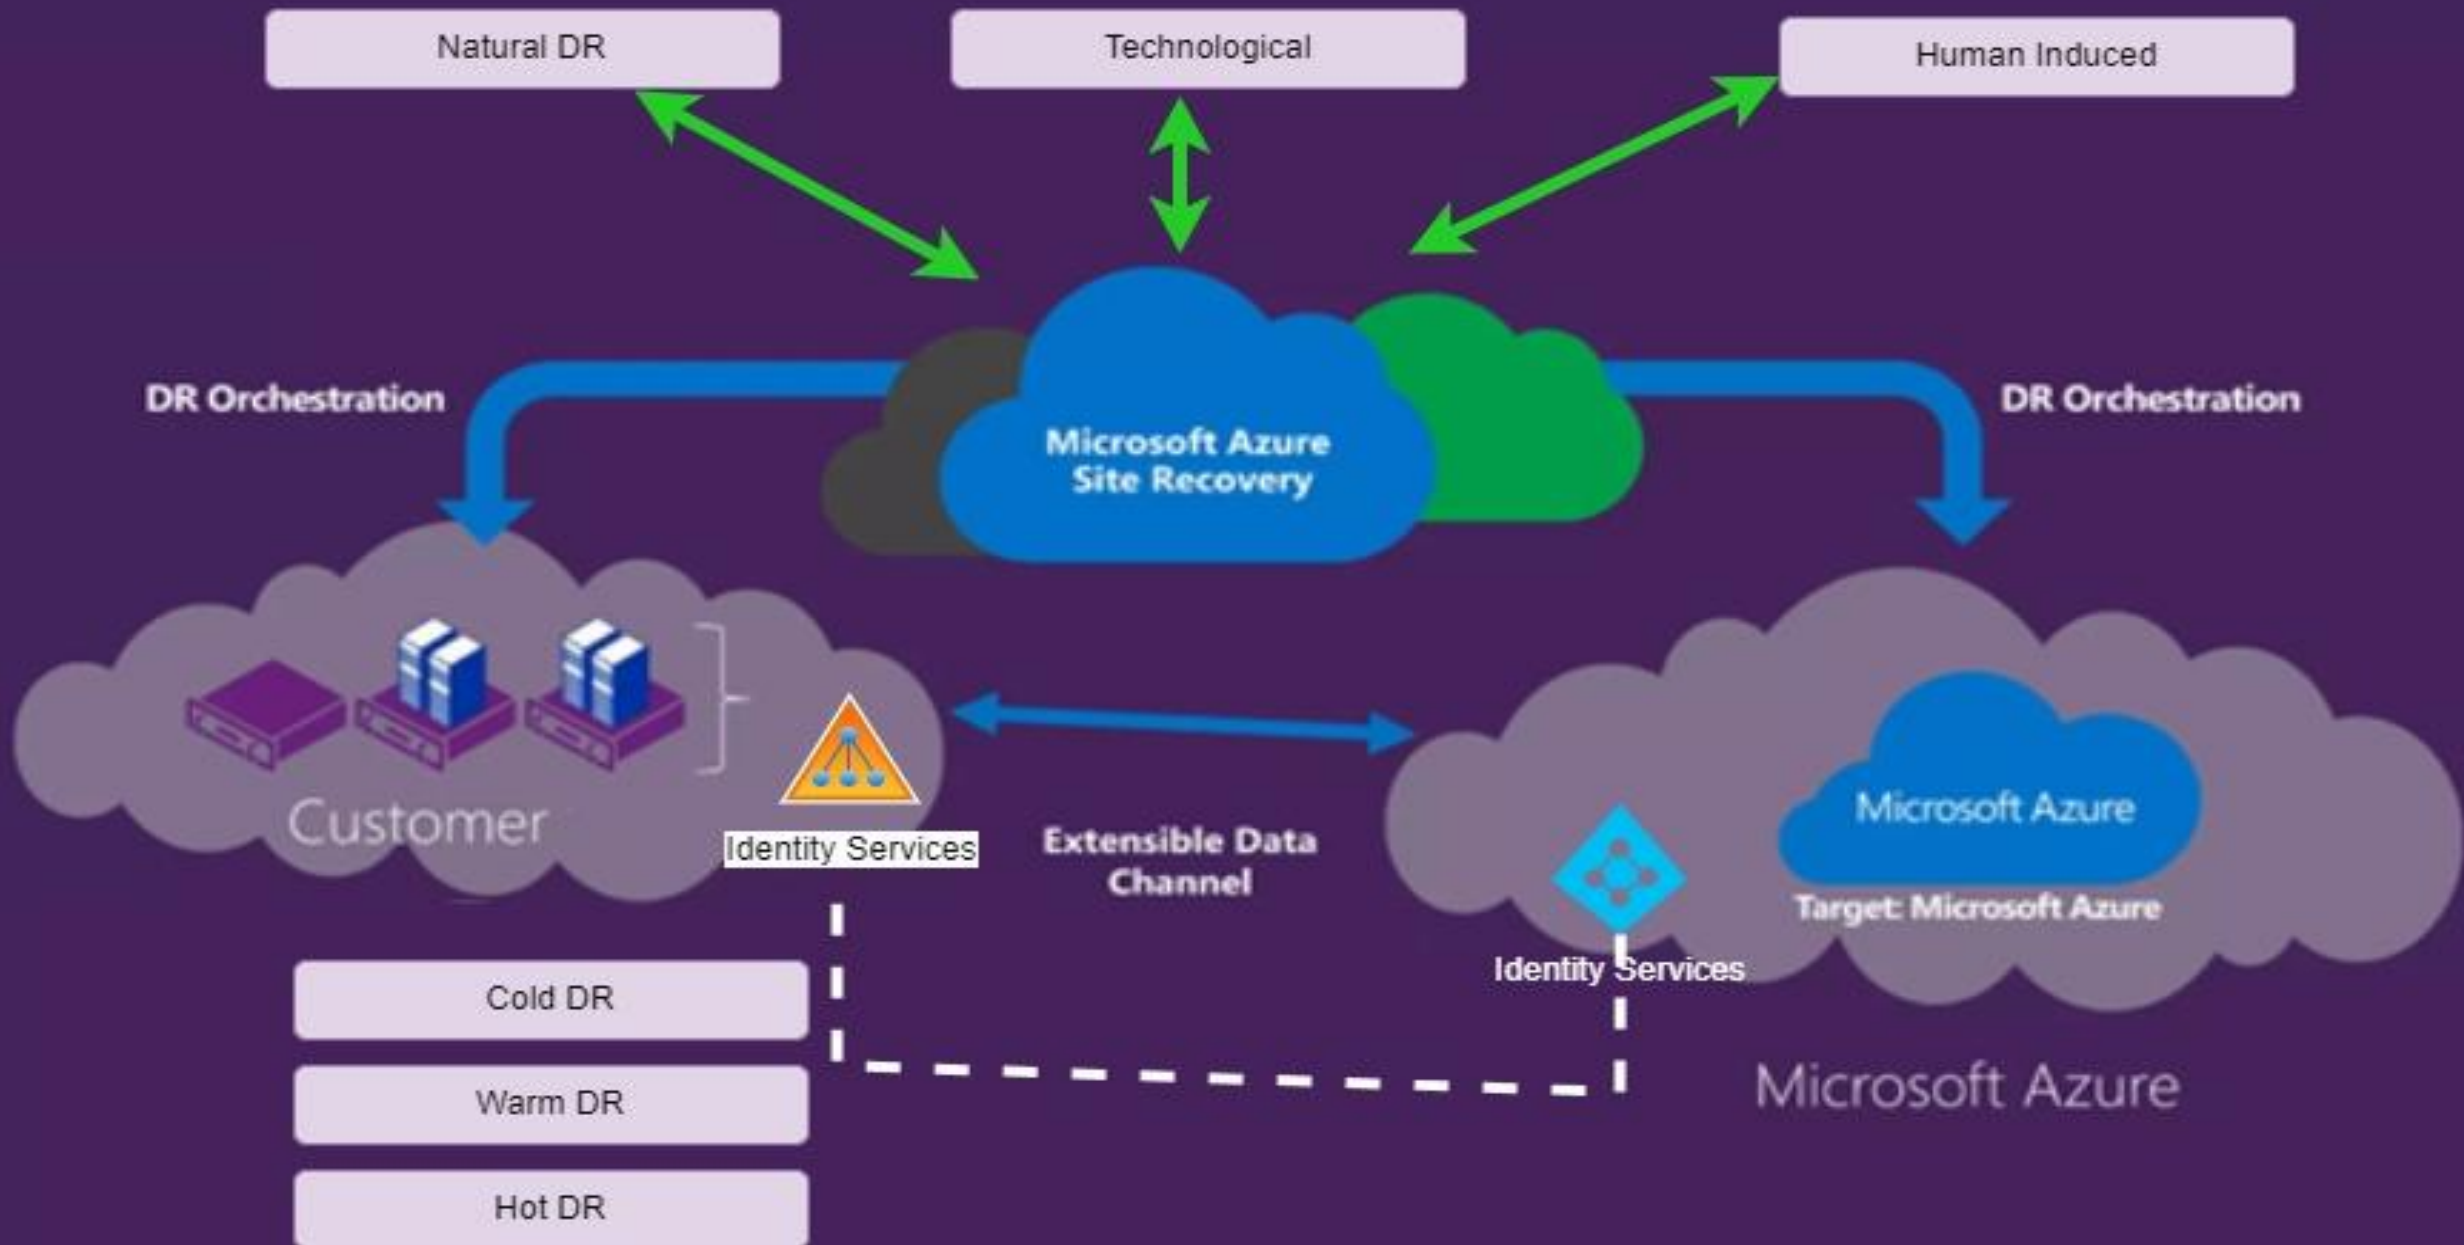 Natural DR
Technological
Human Induced
DR Orchestration
DR Orchestration
Microsoft Azure
Site Recovery
Customer
Identity Services
Extensible Data
Channel
Microsoft Azure
Target: Microsoft Azure
Identity Services
Cold DR
Warm DR
Hot DR
Microsoft Azure